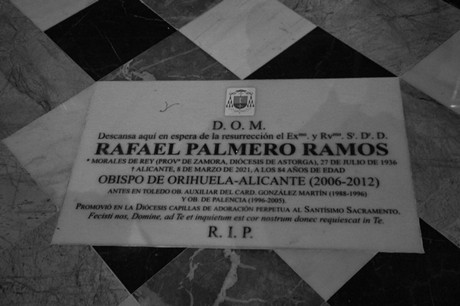 D. O. M.
Descansa aquí en espera de la resurrección el Exᵐᵒ. y Rvᵐᵒ. Sʳ. Dʳ. D.
RAFAEL PALMERO RAMOS
* MORALES DE REY (PROVª DE ZAMORA, DIÓCESIS DE ASTORGA), 27 DE JULIO DE 1936
† ALICANTE, 8 DE MARZO DE 2021, A LOS 84 AÑOS DE EDAD
OBISPO DE ORIHUELA-ALICANTE (2006-2012)
ANTES EN TOLEDO OB. AUXILIAR DEL CARD. GONZÁLEZ MARTÍN (1988-1996)
Y OB. DE PALENCIA (1996-2005).
PROMOVIÓ EN LA DIÓCESIS CAPILLAS DE ADORACIÓN PERPETUA AL SANTÍSIMO SACRAMENTO.
Fecisti nos, Domine, ad Te et inquietum est cor nostrum donec requiescat in Te.
R. I. P.